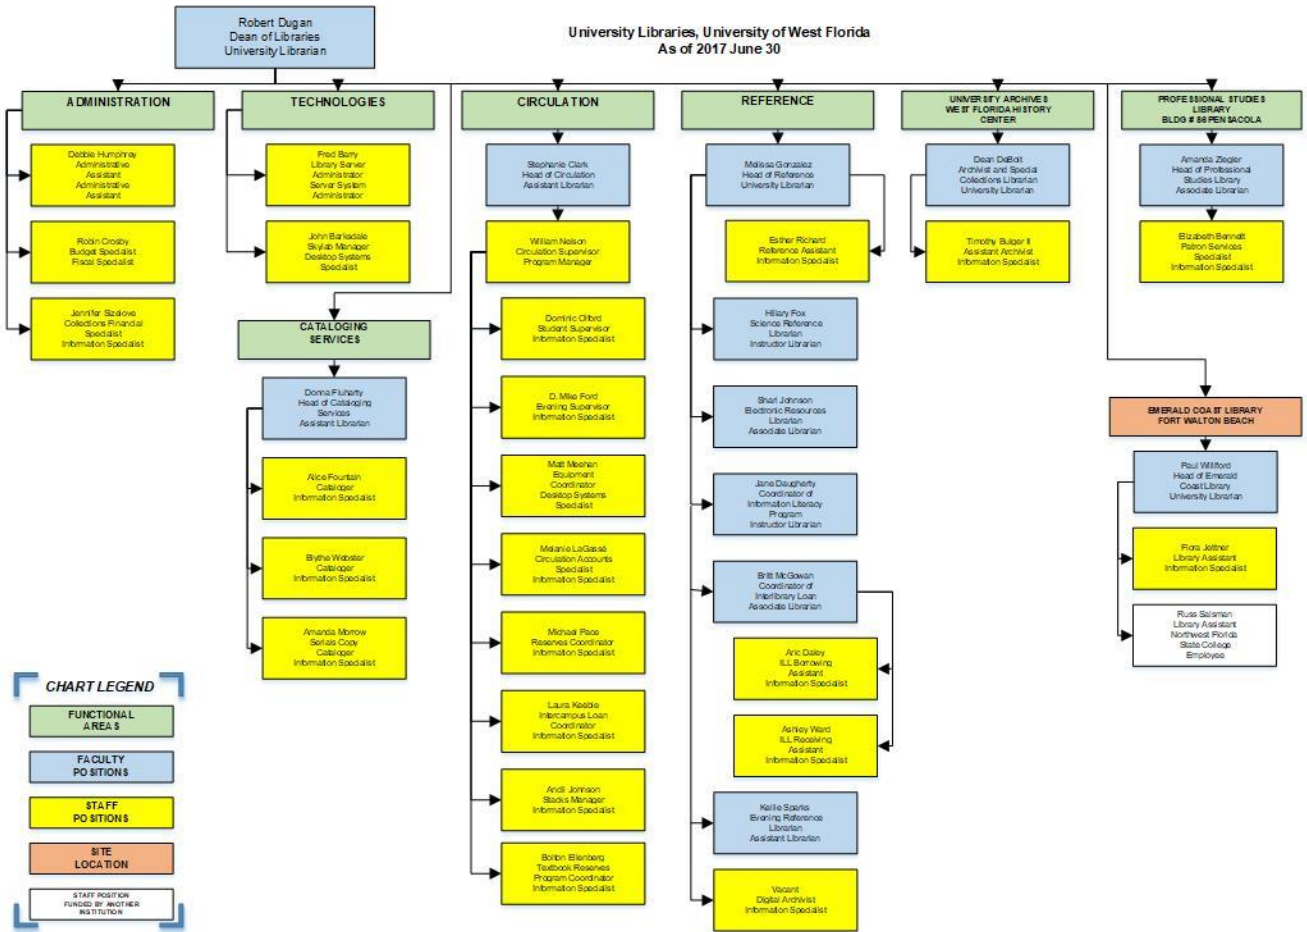 Robert Dugan
Dean of Libraries
University Librarian
University Libraries, University of West Florida
As of 2017 June 30
ADMINISTRATION
Debbie Humphrey
Administrative
Assistant
Administrative
Assistant
Robin Crosby
Budget Specialist
Fiscal Specialist
Jennifer Sizelove
Collections Financial
Specialist
Information Specialist
TECHNOLOGIES
Fred Barry
Library Server
Administrator
Server System
Administrator
John Barksdale
Skylab Manager
Desktop Systems
Specialist
CATALOGING
SERVICES
Donna Fluharty
Head of Cataloging
Services
Assistant Librarian
Alice Fountain
Cataloger
Information Specialist
Blythe Webster
Cataloger
Information Specialist
Amanda Morrow
Serials Copy
Cataloger
Information Specialist
CIRCULATION
Stephanie Clark
Head of Circulation
Assistant Librarian
William Nelson
Circulation Supervisor
Program Manager
Dominic Olford
Student Supervisor
Information Specialist
D. Mike Ford
Evening Supervisor
Information Specialist
Matt Meehan
Equipment
Coordinator
Desktop Systems
Specialist
Melanie LaGassé
Circulation Accounts
Specialist
Information Specialist
Michael Pace
Reserves Coordinator
Information Specialist
Laura Keeble
Intercampus Loan
Coordinator
Information Specialist
Andi Johnson
Stacks Manager
Information Specialist
Bolton Ellenberg
Textbook Reserves
Program Coordinator
Information Specialist
REFERENCE
Melissa Gonzalez
Head of Reference
University Librarian
Esther Richard
Reference Assistant
Information Specialist
Hillary Fox
Science Reference
Librarian
Instructor Librarian
Shari Johnson
Electronic Resources
Librarian
Associate Librarian
Jane Daugherty
Coordinator of
Information Literacy
Program
Instructor Librarian
Britt McGowan
Coordinator of
Interlibrary Loan
Associate Librarian
Aric Daley
ILL Borrowing
Assistant
Information Specialist
Ashley Ward
ILL Receiving
Assistant
Information Specialist
Kellie Sparks
Evening Reference
Librarian
Assistant Librarian
Vacant
Digital Archivist
Information Specialist
UNIVERSITY ARCHIVES
WEST FLORIDA HISTORY
CENTER
Dean DeBolt
Archivist and Special
Collections Librarian
University Librarian
Timothy Bulger II
Assistant Archivist
Information Specialist
PROFESSIONAL STUDIES
LIBRARY
BLDG # 86 PENSACOLA
Amanda Ziegler
Head of Professional
Studies Library
Associate Librarian
Elizabeth Bennett
Patron Services
Specialist
Information Specialist
EMERALD COAST LIBRARY
FORT WALTON BEACH
Paul Williford
Head of Emerald
Coast Library
University Librarian
Flora Jettner
Library Assistant
Information Specialist
Russ Salsman
Library Assistant
Northwest Florida
State College
Employee
CHART LEGEND
FUNCTIONAL
AREAS
FACULTY
POSITIONS
STAFF
POSITIONS
SITE
LOCATION
STAFF POSITION
FUNDED BY ANOTHER
INSTITUTION